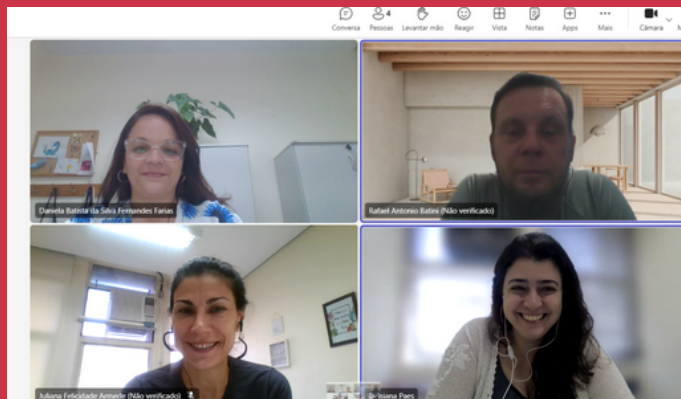 Conversa
4
Pessoas
Levantar mão
Reagir
Vista
Notas
Apps
Mais
Câmara
Daniela Batista da Silva Fernandes Farias
Rafael Antonio Batini (Não verificado)
Juliana Felicidade Armede (Não verificado)
Paes